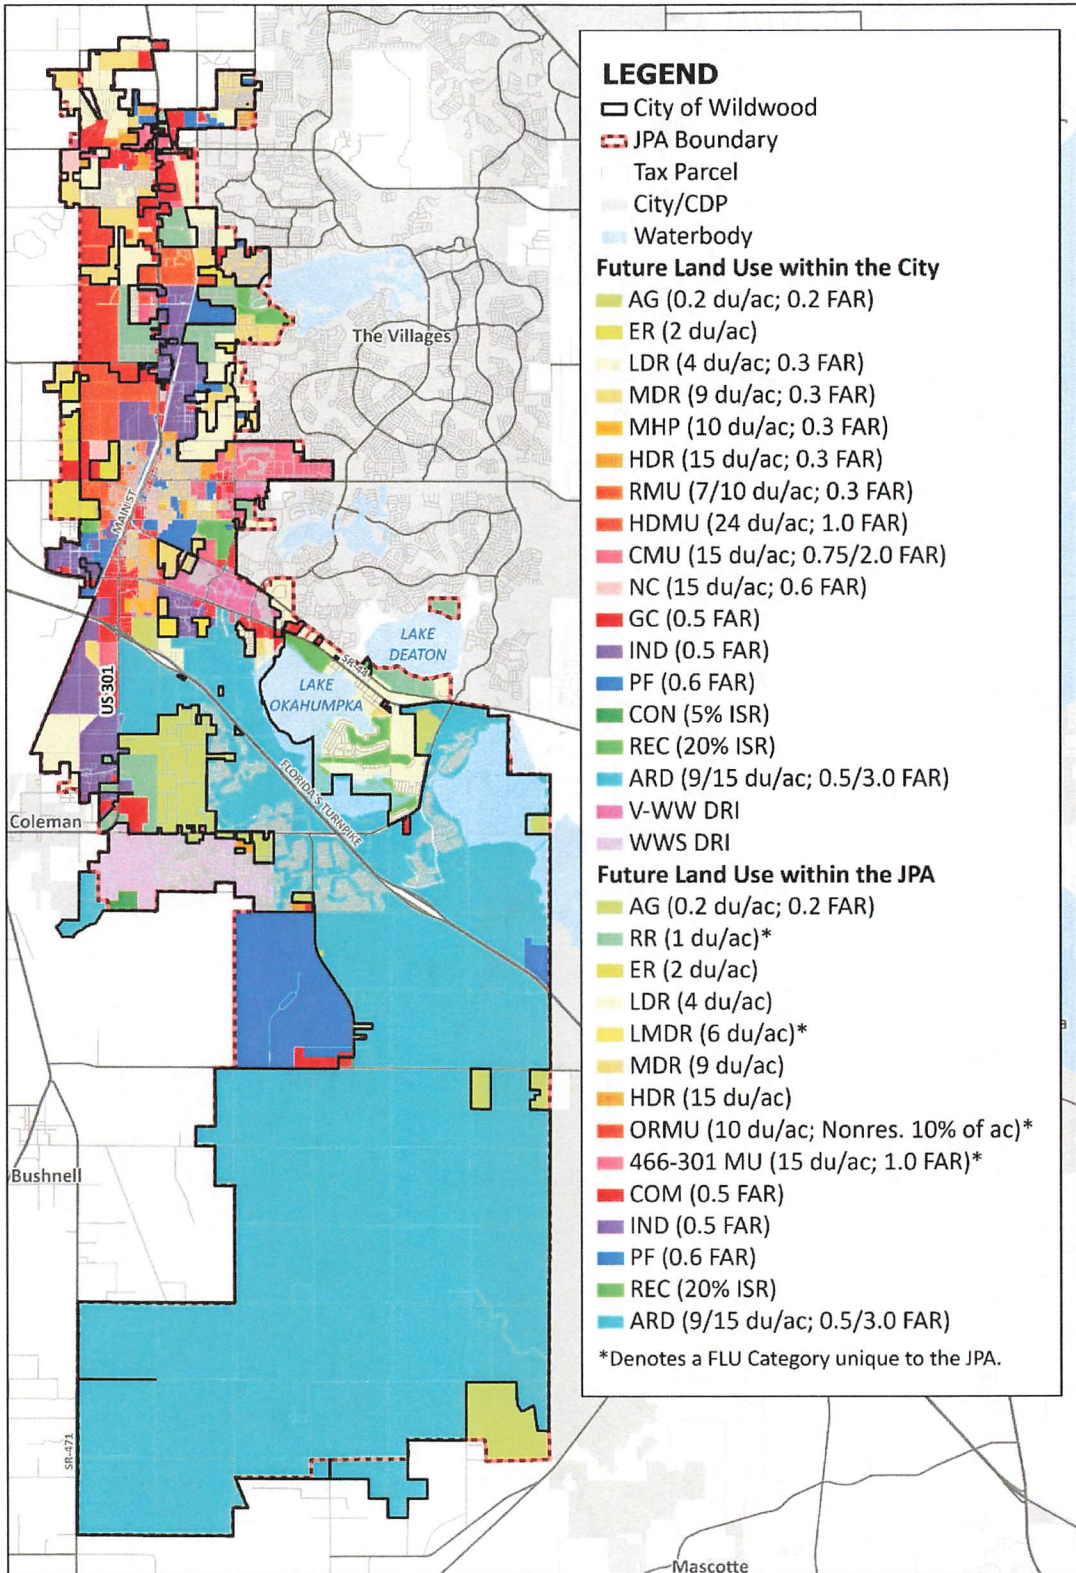 LEGEND
City of Wildwood
JPA Boundary
Tax Parcel
City/CDP
Waterbody
Future Land Use within the City
AG (0.2 du/ac; 0.2 FAR)
ER (2 du/ac)
LDR (4 du/ac; 0.3 FAR)
MDR (9 du/ac; 0.3 FAR)
MHP (10 du/ac; 0.3 FAR)
HDR (15 du/ac; 0.3 FAR)
RMU (7/10 du/ac; 0.3 FAR)
HDMU (24 du/ac; 1.0 FAR)
CMU (15 du/ac; 0.75/2.0 FAR)
NC (15 du/ac; 0.6 FAR)
GC (0.5 FAR)
IND (0.5 FAR)
PF (0.6 FAR)
CON (5% ISR)
REC (20% ISR)
ARD (9/15 du/ac; 0.5/3.0 FAR)
V-WW DRI
WWS DRI
Future Land Use within the JPA
AG (0.2 du/ac; 0.2 FAR)
RR (1 du/ac)*
ER (2 du/ac)
LDR (4 du/ac)
LMDR (6 du/ac)*
MDR (9 du/ac)
HDR (15 du/ac)
ORMU (10 du/ac; Nonres. 10% of ac)*
466-301 MU (15 du/ac; 1.0 FAR)*
COM (0.5 FAR)
IND (0.5 FAR)
PF (0.6 FAR)
REC (20% ISR)
ARD (9/15 du/ac; 0.5/3.0 FAR)
*Denotes a FLU Category unique to the JPA.
The Villages
MAIN ST
LAKE
DEATON
SR-44
LAKE
OKAHUMPKA
US 301
FLORIDA'S TURNPIKE
Coleman
Bushnell
SR-471
Mascotte
a